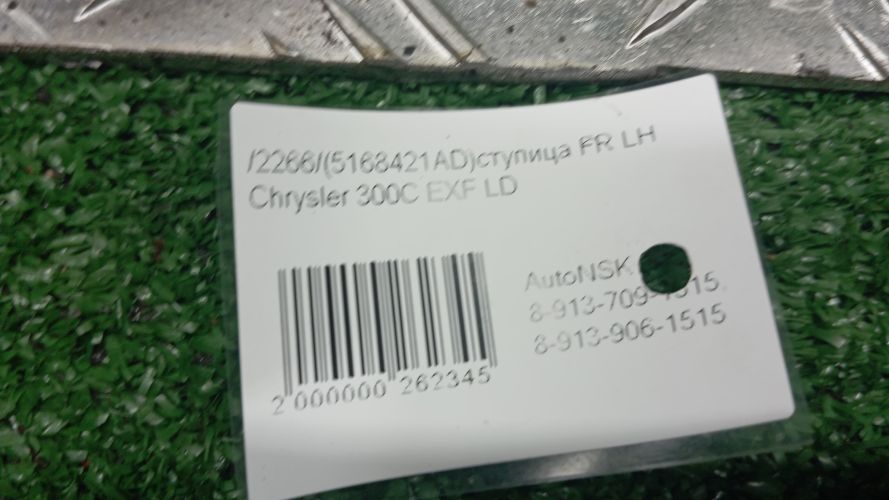 /2266/(5168421AD)ступица FR LH
Chrysler 300C EXF LD
AutoNSK
8-913-709-1515
8-913-906-1515
2 000000 262345